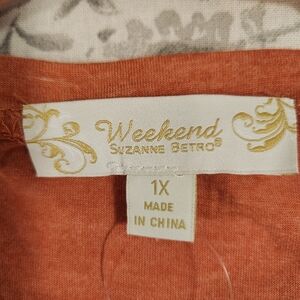 Weekend
SUZANNE BETRO®
1X
MADE
IN CHINA